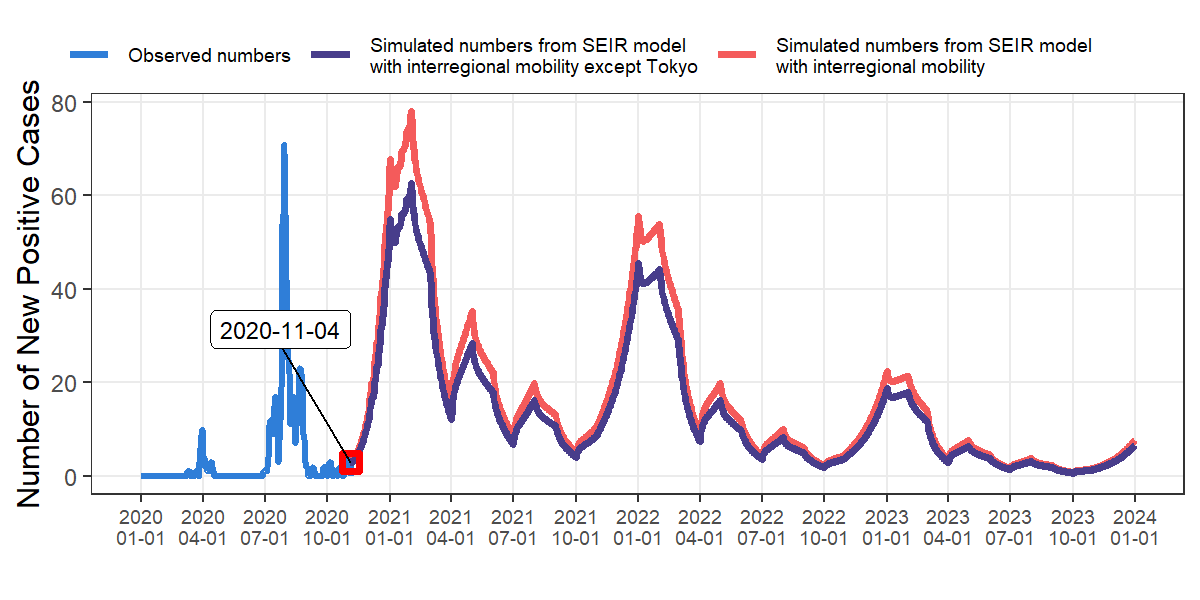 Observed numbers
Simulated numbers from SEIR model
with interregional mobility except Tokyo
Simulated numbers from SEIR model
with interregional mobility
Number of New Positive Cases
80
60
40
20
0
2020-11-04
2020 2020 2020 2020 2021 2021 2021 2021 2022 2022 2022 2022 2023 2023 2023 2023 2024
01-01 04-01 07-01 10-01 01-01 04-01 07-01 10-01 01-01 04-01 07-01 10-01 01-01 04-01 07-01 10-01 01-01